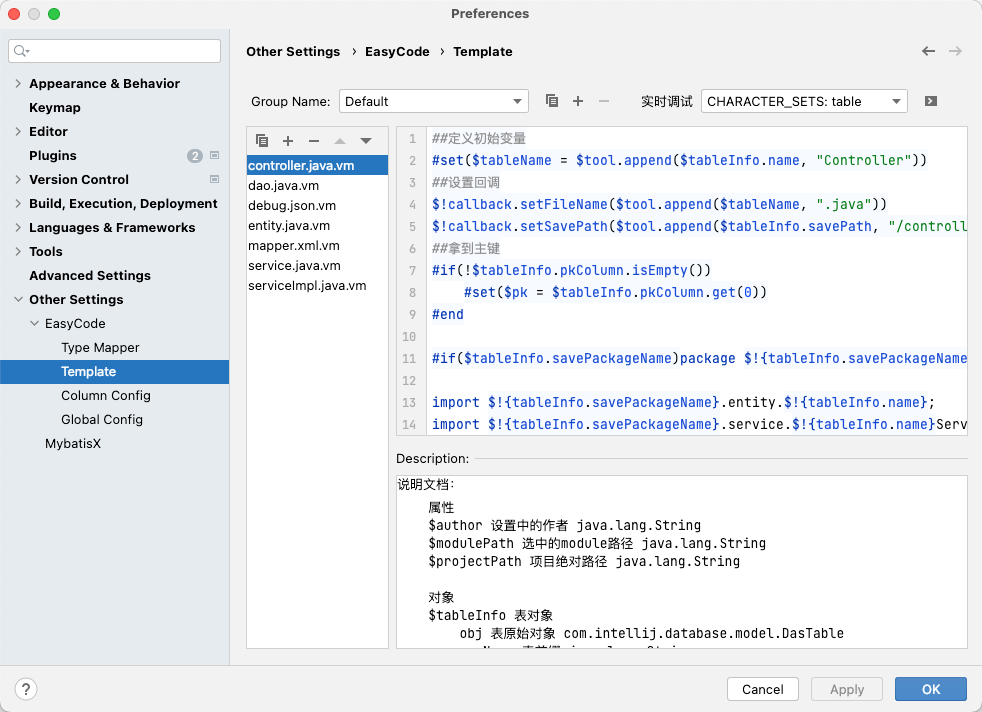 Preferences
Other Settings › EasyCode › Template
Appearance & Behavior
Keymap
Editor
Plugins 2
Version Control
Build, Execution, Deployment
Languages & Frameworks
Tools
Advanced Settings
Other Settings
EasyCode
Type Mapper
Template
Column Config
Global Config
MybatisX
Group Name: Default 实时调试 CHARACTER_SETS: table
controller.java.vm
dao.java.vm
debug.json.vm
entity.java.vm
mapper.xml.vm
service.java.vm
serviceImpl.java.vm
1 ##定义初始变量
2 #set($tableName = $tool.append($tableInfo.name, "Controller"))
3 ##设置回调
4 $!callback.setFileName($tool.append($tableName, ".java"))
5 $!callback.setSavePath($tool.append($tableInfo.savePath, "/controll
6 ##拿到主键
7 #if(!$tableInfo.pkColumn.isEmpty())
8 #set($pk = $tableInfo.pkColumn.get(0))
9 #end
10
11 #if($tableInfo.savePackageName)package $!{tableInfo.savePackageName
12
13 import $!{tableInfo.savePackageName}.entity.$!{tableInfo.name};
14 import $!{tableInfo.savePackageName}.service.$!{tableInfo.name}Serv
Description:
说明文档：
属性
$author 设置中的作者 java.lang.String
$modulePath 选中的module路径 java.lang.String
$projectPath 项目绝对路径 java.lang.String
对象
$tableInfo 表对象
obj 表原始对象 com.intellij.database.model.DasTable
? Cancel Apply OK